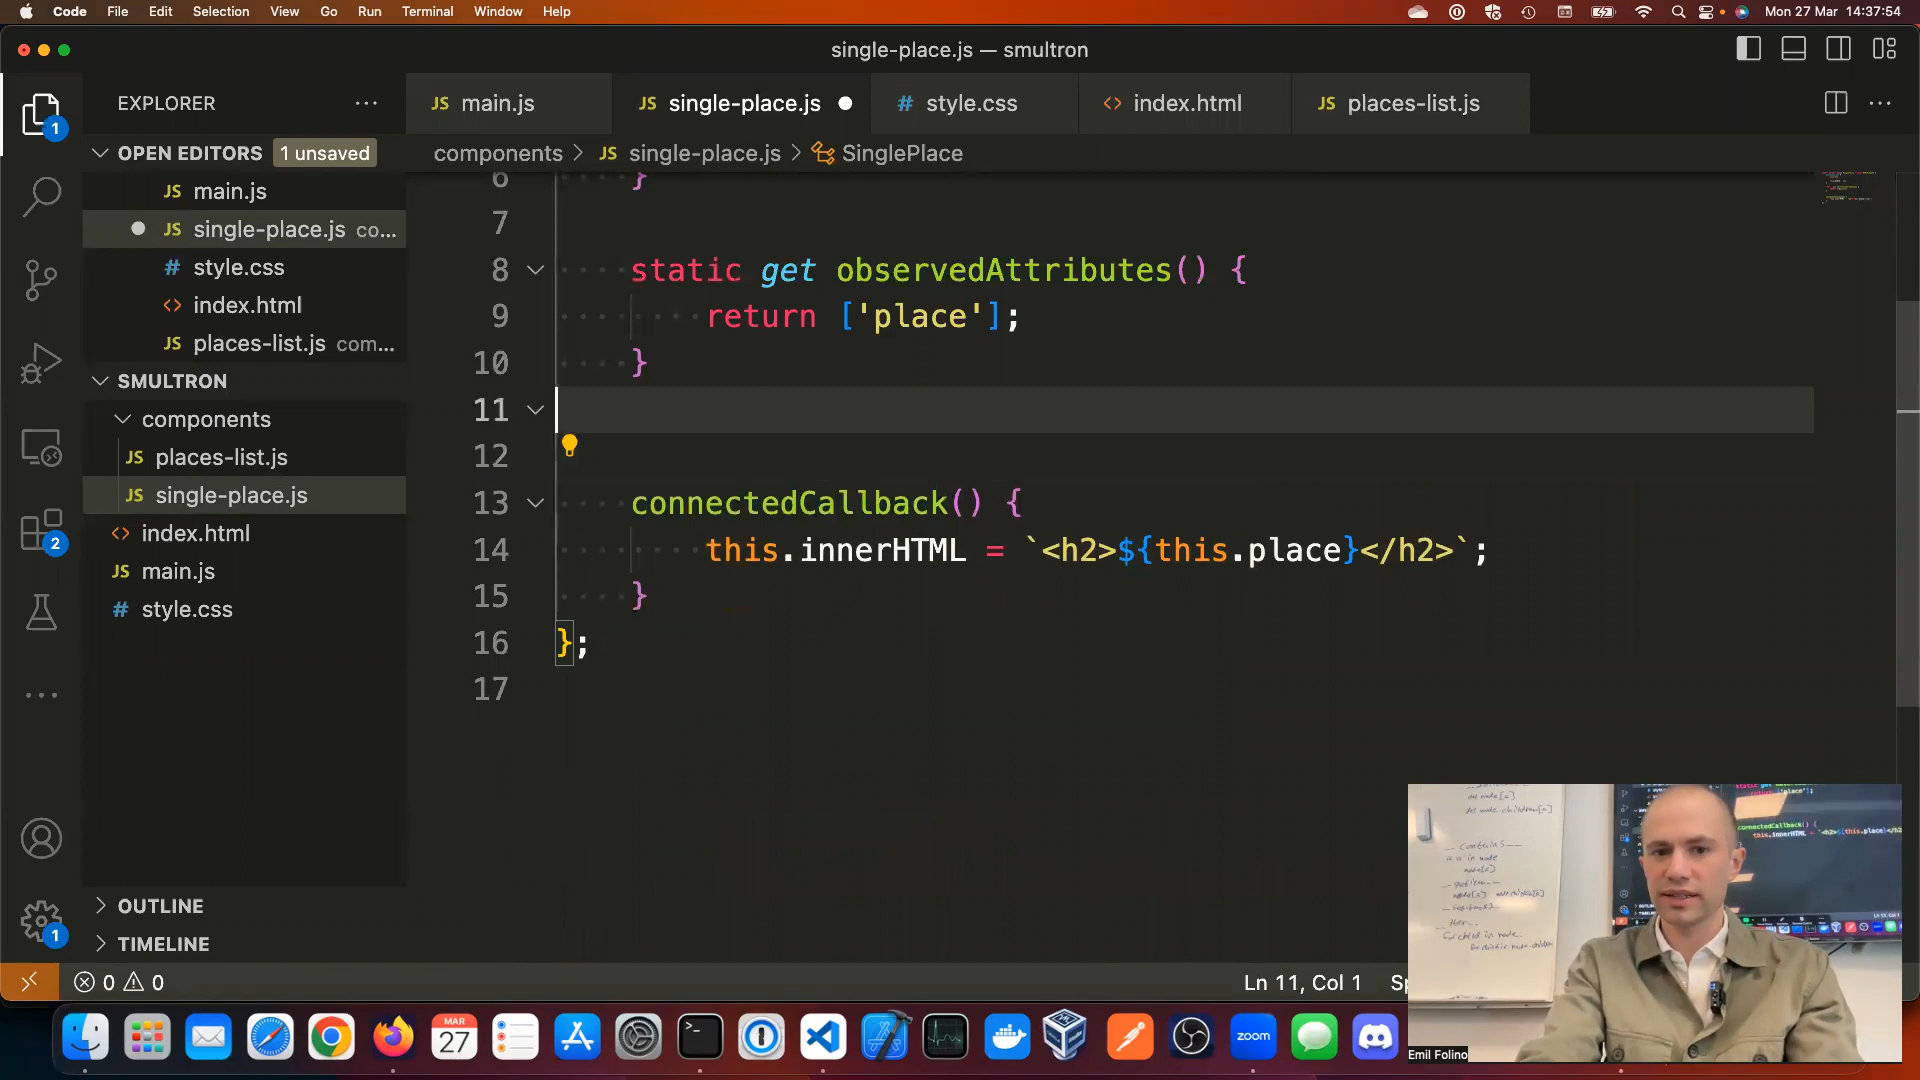 Code File Edit Selection View Go Run Terminal Window Help Mon 27 Mar 14:37:54
single-place.js — smultron
EXPLORER
main.js single-place.js style.css index.html places-list.js
OPEN EDITORS 1 unsaved
components > single-place.js > SinglePlace
JS main.js
JS single-place.js co...
# style.css
<> index.html
JS places-list.js com...
SMULTRON
components
JS places-list.js
JS single-place.js
<> index.html
JS main.js
# style.css
OUTLINE
TIMELINE
6 }
7
8 static get observedAttributes() {
9 return ['place'];
10 }
11
12
13 connectedCallback() {
14 this.innerHTML = `<h2>${this.place}</h2>`;
15 }
16 };
17
1
2
1
0 0 Ln 11, Col 1
MAR
27
zoom
Emil Folino